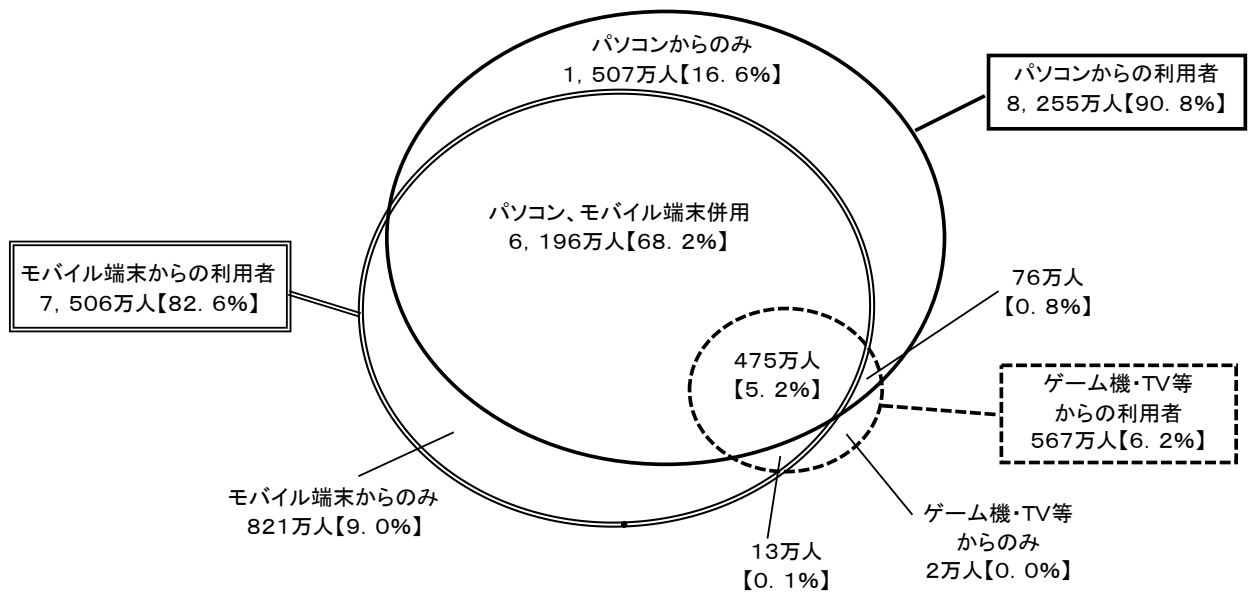 パソコンからのみ
1, 507万人【16. 6%】
パソコンからの利用者
8, 255万人【90. 8%】
パソコン、モバイル端末併用
6, 196万人【68. 2%】
モバイル端末からの利用者
7, 506万人【82. 6%】
76万人
【0. 8%】
475万人
【5. 2%】
ゲーム機・TV等
からの利用者
567万人【6. 2%】
モバイル端末からのみ
821万人【9. 0%】
13万人
【0. 1%】
ゲーム機・TV等
からのみ
2万人【0. 0%】